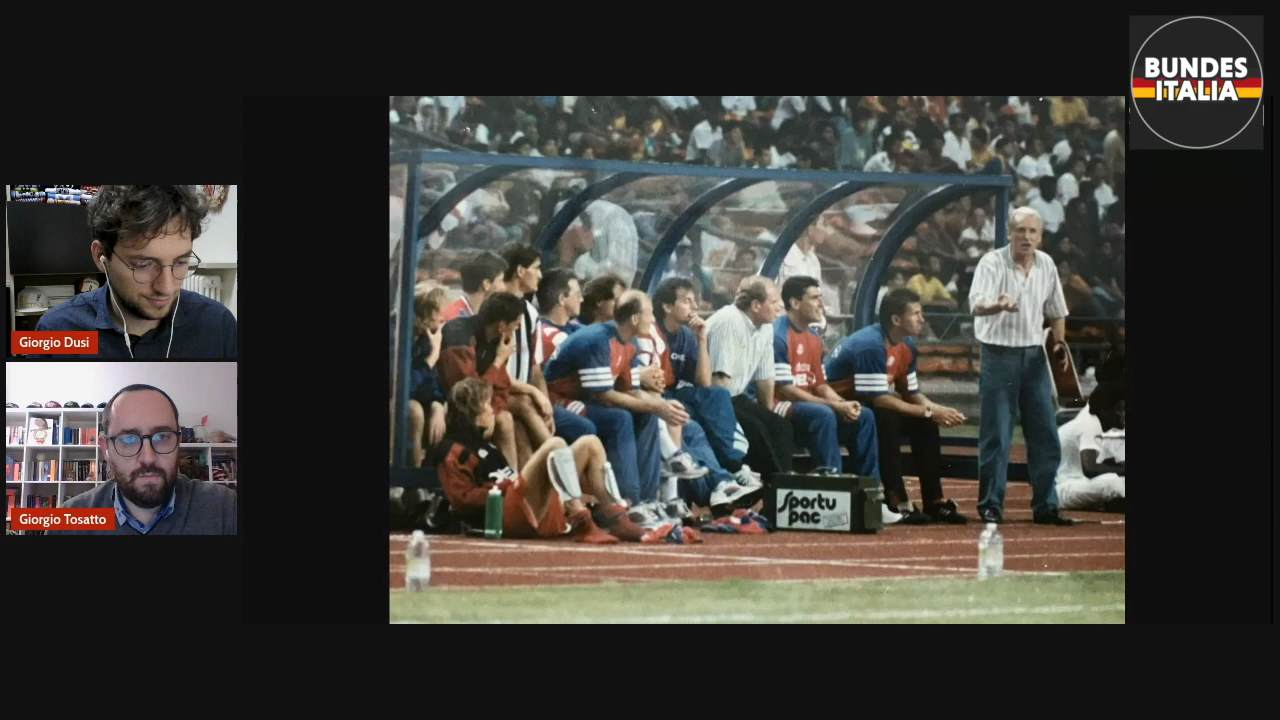 BUNDES
ITALIA
Giorgio Dusi
Giorgio Tosatto
Sportu
pac